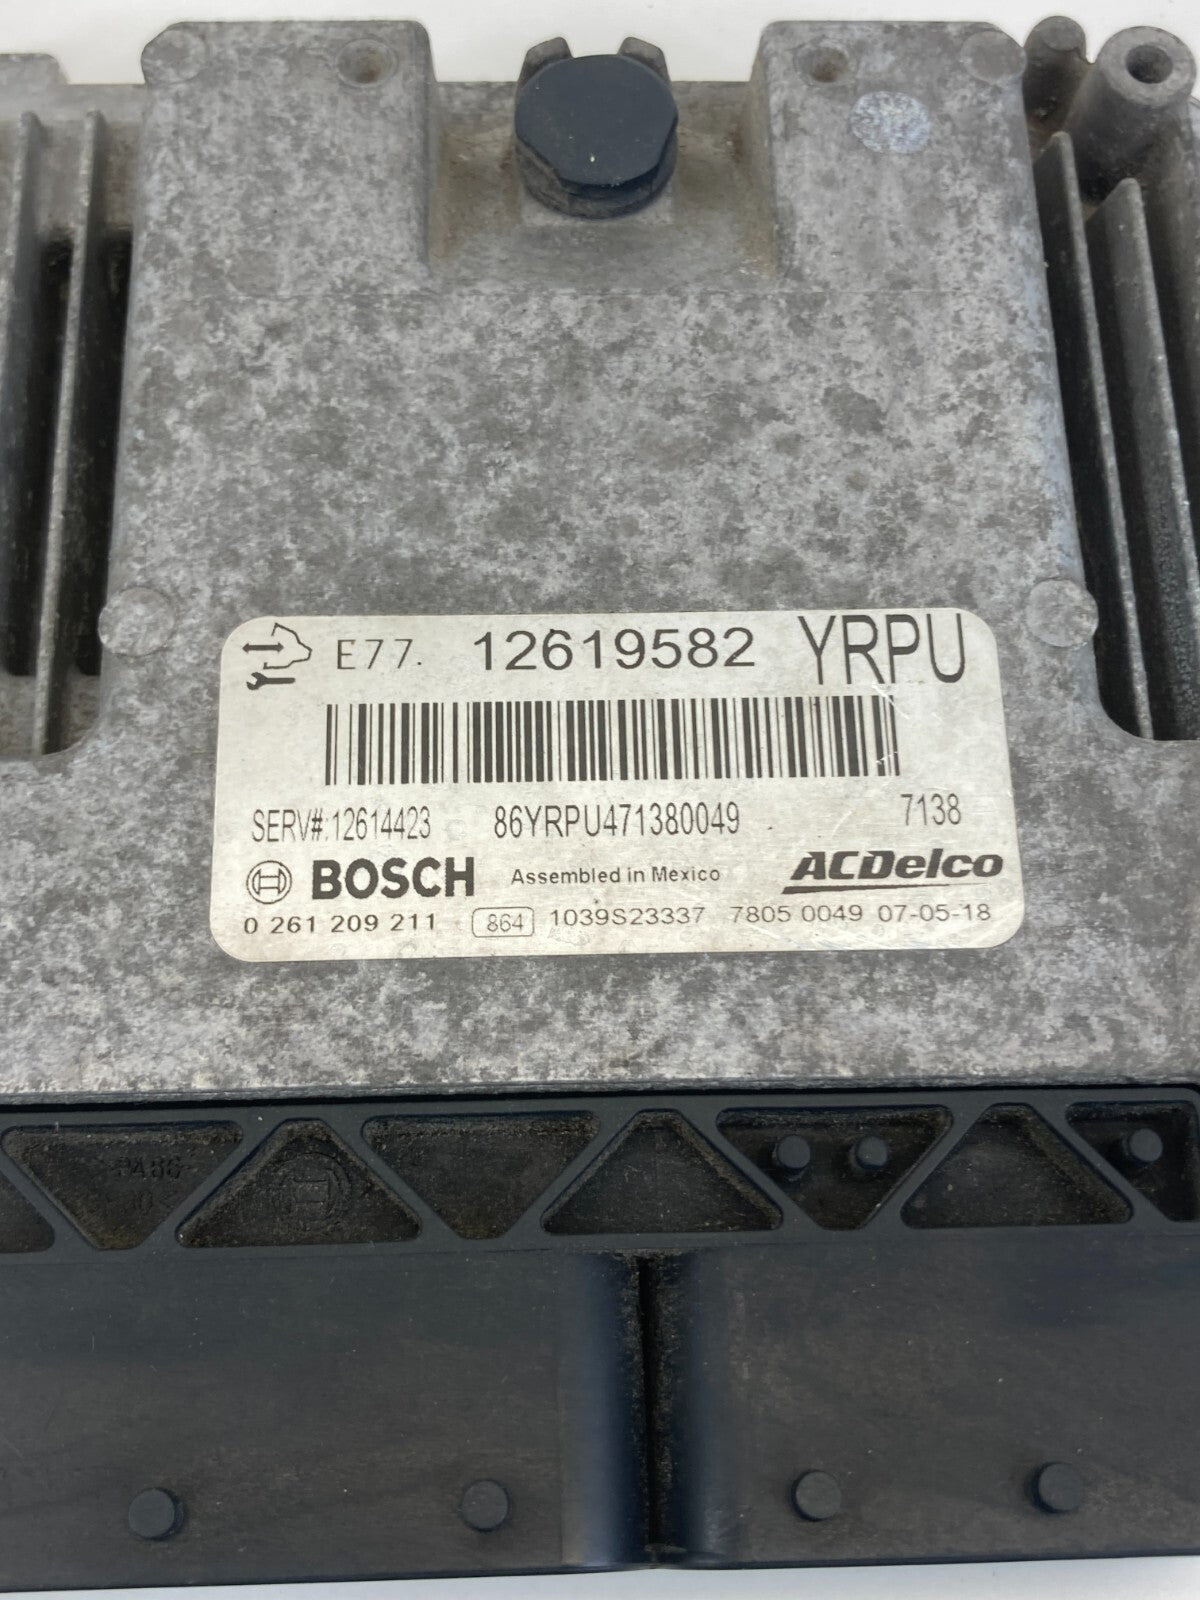 E77. 12619582 YRPU
SERV#:12614423 86YRPU471380049 7138
BOSCH Assembled in Mexico ACDelco
0 261 209 211 864 1039S23337 7805 0049 07-05-18